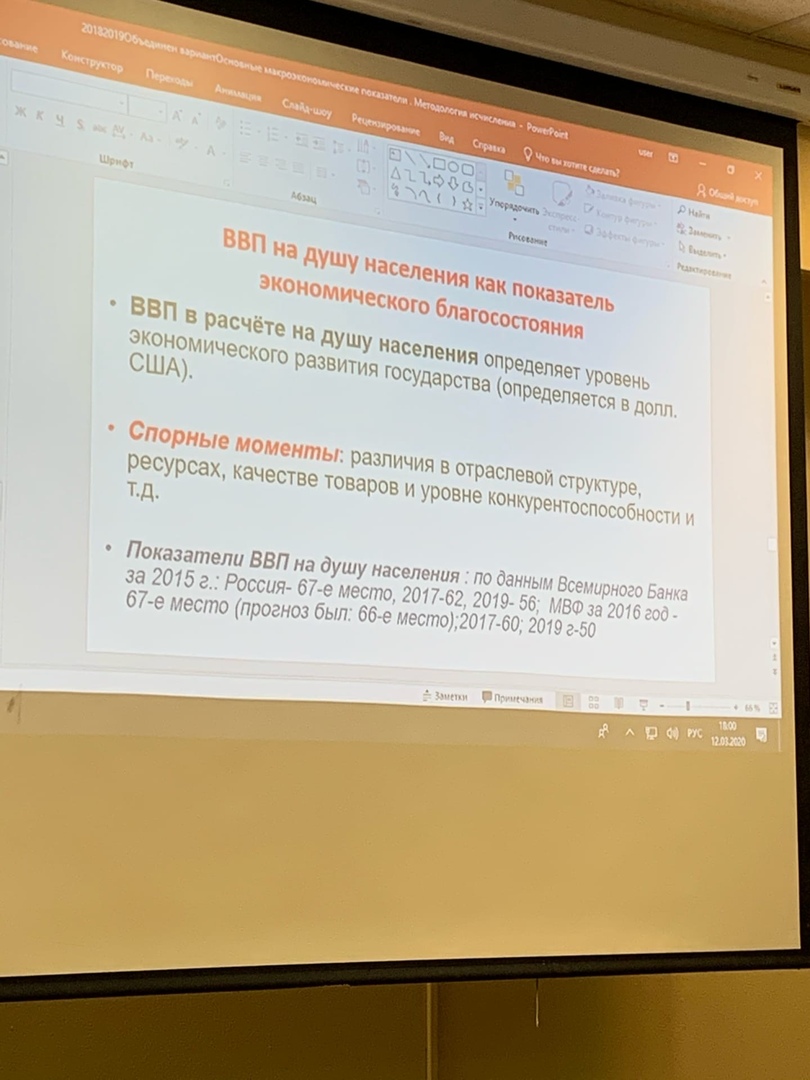 20182019Объединен вариантОсновные макроэкономические показатели . Методология исчисления - PowerPoint
user
Конструктор Переходы Анимация Слайд-шоу Рецензирование Вид Справка Что вы хотите сделать?
Общий доступ
Ж К Ч S abc AV Aa А
Упорядочить Экспресс-стили
Заливка фигуры
Контур фигуры
Эффекты фигуры
Найти
Заменить
Выделить
Шрифт Абзац Рисование Редактирование
ВВП на душу населения как показатель
экономического благосостояния
• ВВП в расчёте на душу населения определяет уровень
экономического развития государства (определяется в долл.
США).
• Спорные моменты: различия в отраслевой структуре,
ресурсах, качестве товаров и уровне конкурентоспособности и
т.д.
• Показатели ВВП на душу населения : по данным Всемирного Банка
за 2015 г.: Россия- 67-е место, 2017-62, 2019- 56; МВФ за 2016 год -
67-е место (прогноз был: 66-е место);2017-60; 2019 г-50
Заметки Примечания 66 %
РУС
18:00
12.03.2020